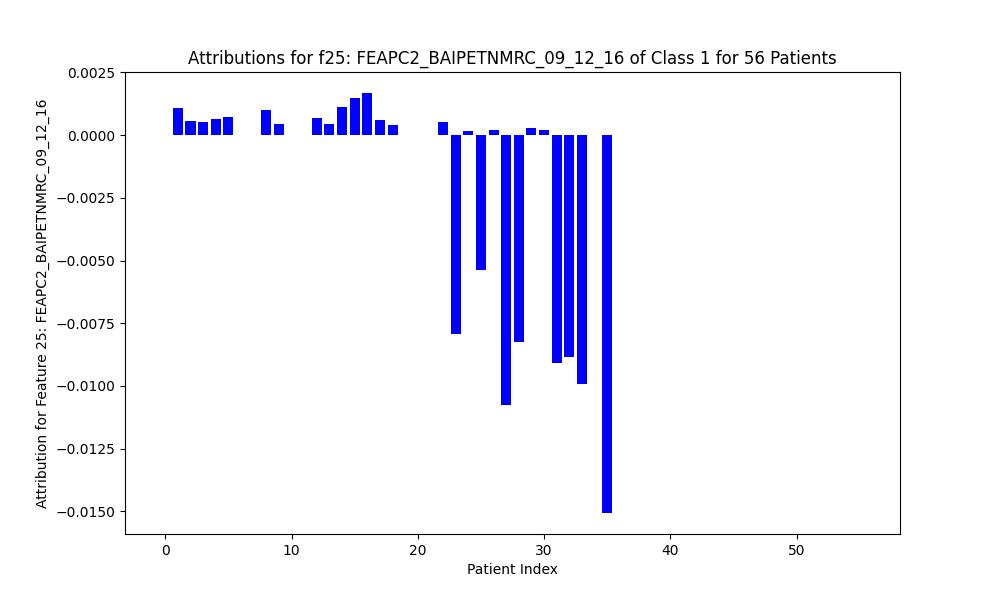 Attributions for f25: FEAPC2_BAIPETNMRC_09_12_16 of Class 1 for 56 Patients
Attribution for Feature 25: FEAPC2_BAIPETNMRC_09_12_16
0.0025
0.0000
−0.0025
−0.0050
−0.0075
−0.0100
−0.0125
−0.0150
0 10 20 30 40 50
Patient Index